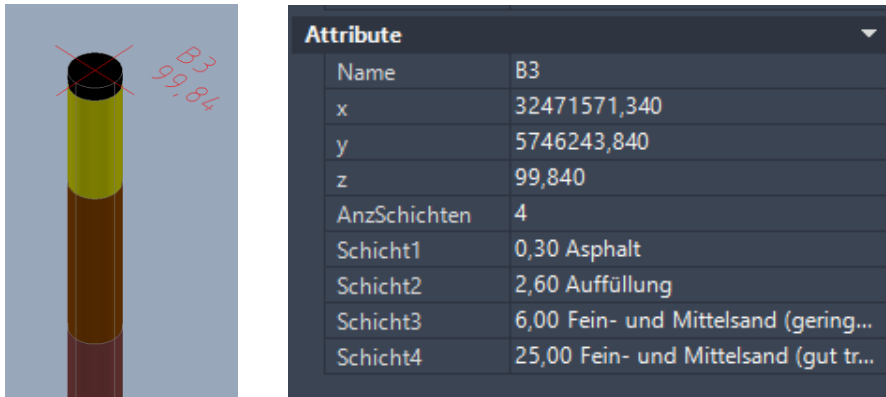 B3
99,84
Attribute
Name B3
x 32471571,340
y 5746243,840
z 99,840
AnzSchichten 4
Schicht1 0,30 Asphalt
Schicht2 2,60 Auffüllung
Schicht3 6,00 Fein- und Mittelsand (gering...
Schicht4 25,00 Fein- und Mittelsand (gut tr...